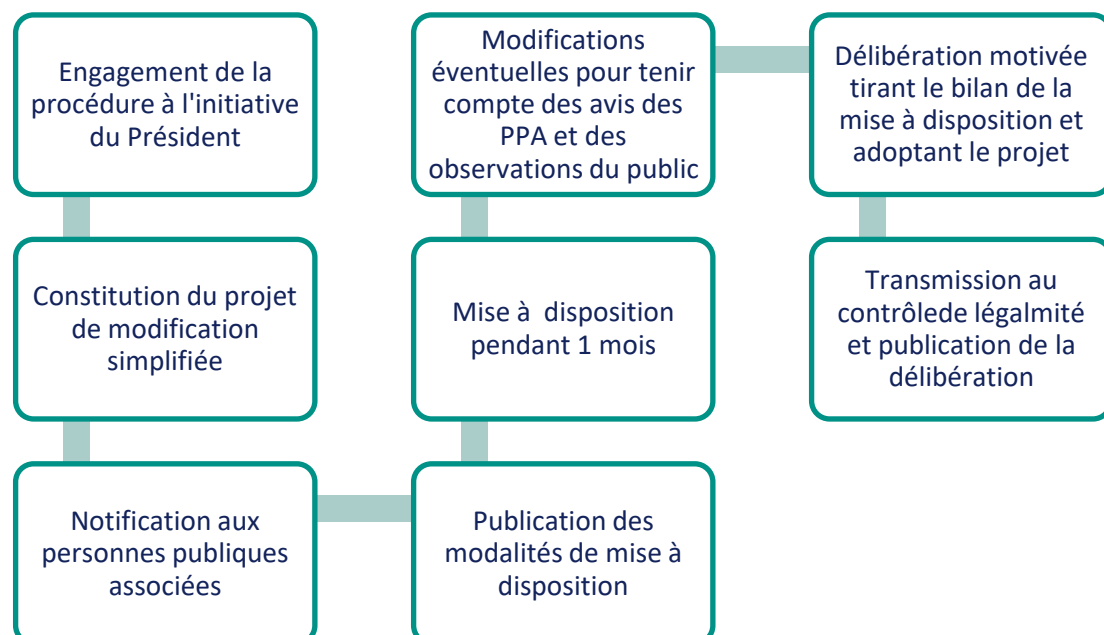 Engagement de la
procédure à l'initiative
du Président
Constitution du projet
de modification
simplifiée
Notification aux
personnes publiques
associées
Publication des
modalités de mise à
disposition
Mise à  disposition
pendant 1 mois
Modifications
éventuelles pour tenir
compte des avis des
PPA et des
observations du public
Délibération motivée
tirant le bilan de la
mise à disposition et
adoptant le projet
Transmission au
contrôlede légalmité
et publication de la
délibération